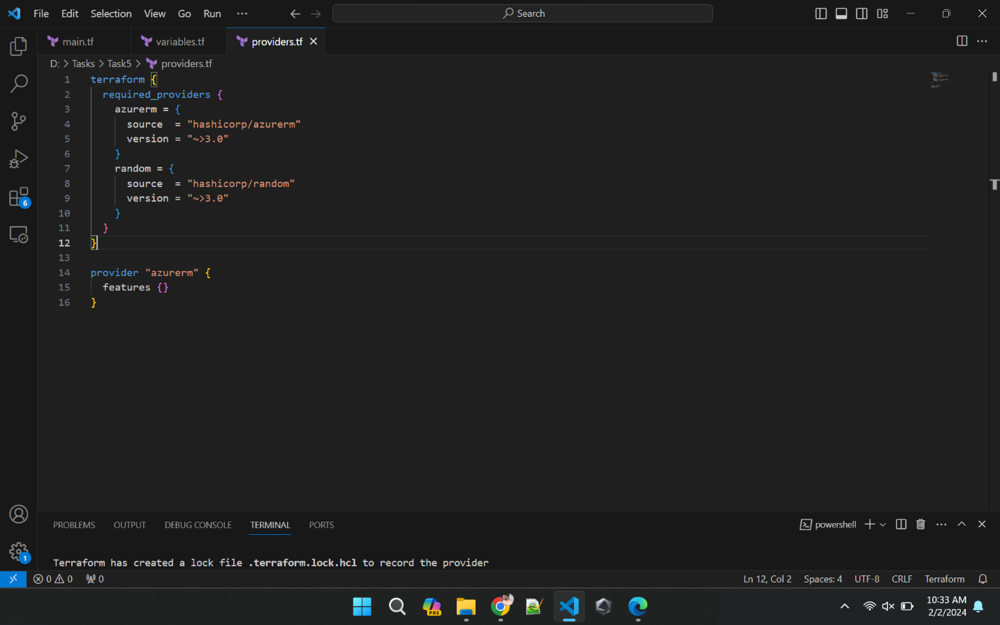 File Edit Selection View Go Run ··· Search
main.tf variables.tf providers.tf
D: > Tasks > Task5 > providers.tf
1 terraform {
2 required_providers {
3 azurerm = {
4 source = "hashicorp/azurerm"
5 version = "~>3.0"
6 }
7 random = {
8 source = "hashicorp/random"
9 version = "~>3.0"
10 }
11 }
12 }
13
14 provider "azurerm" {
15 features {}
16 }
6
1
PROBLEMS OUTPUT DEBUG CONSOLE TERMINAL PORTS powershell
Terraform has created a lock file .terraform.lock.hcl to record the provider
0 0 0 Ln 12, Col 2 Spaces: 4 UTF-8 CRLF Terraform
PRE
10:33 AM
2/2/2024